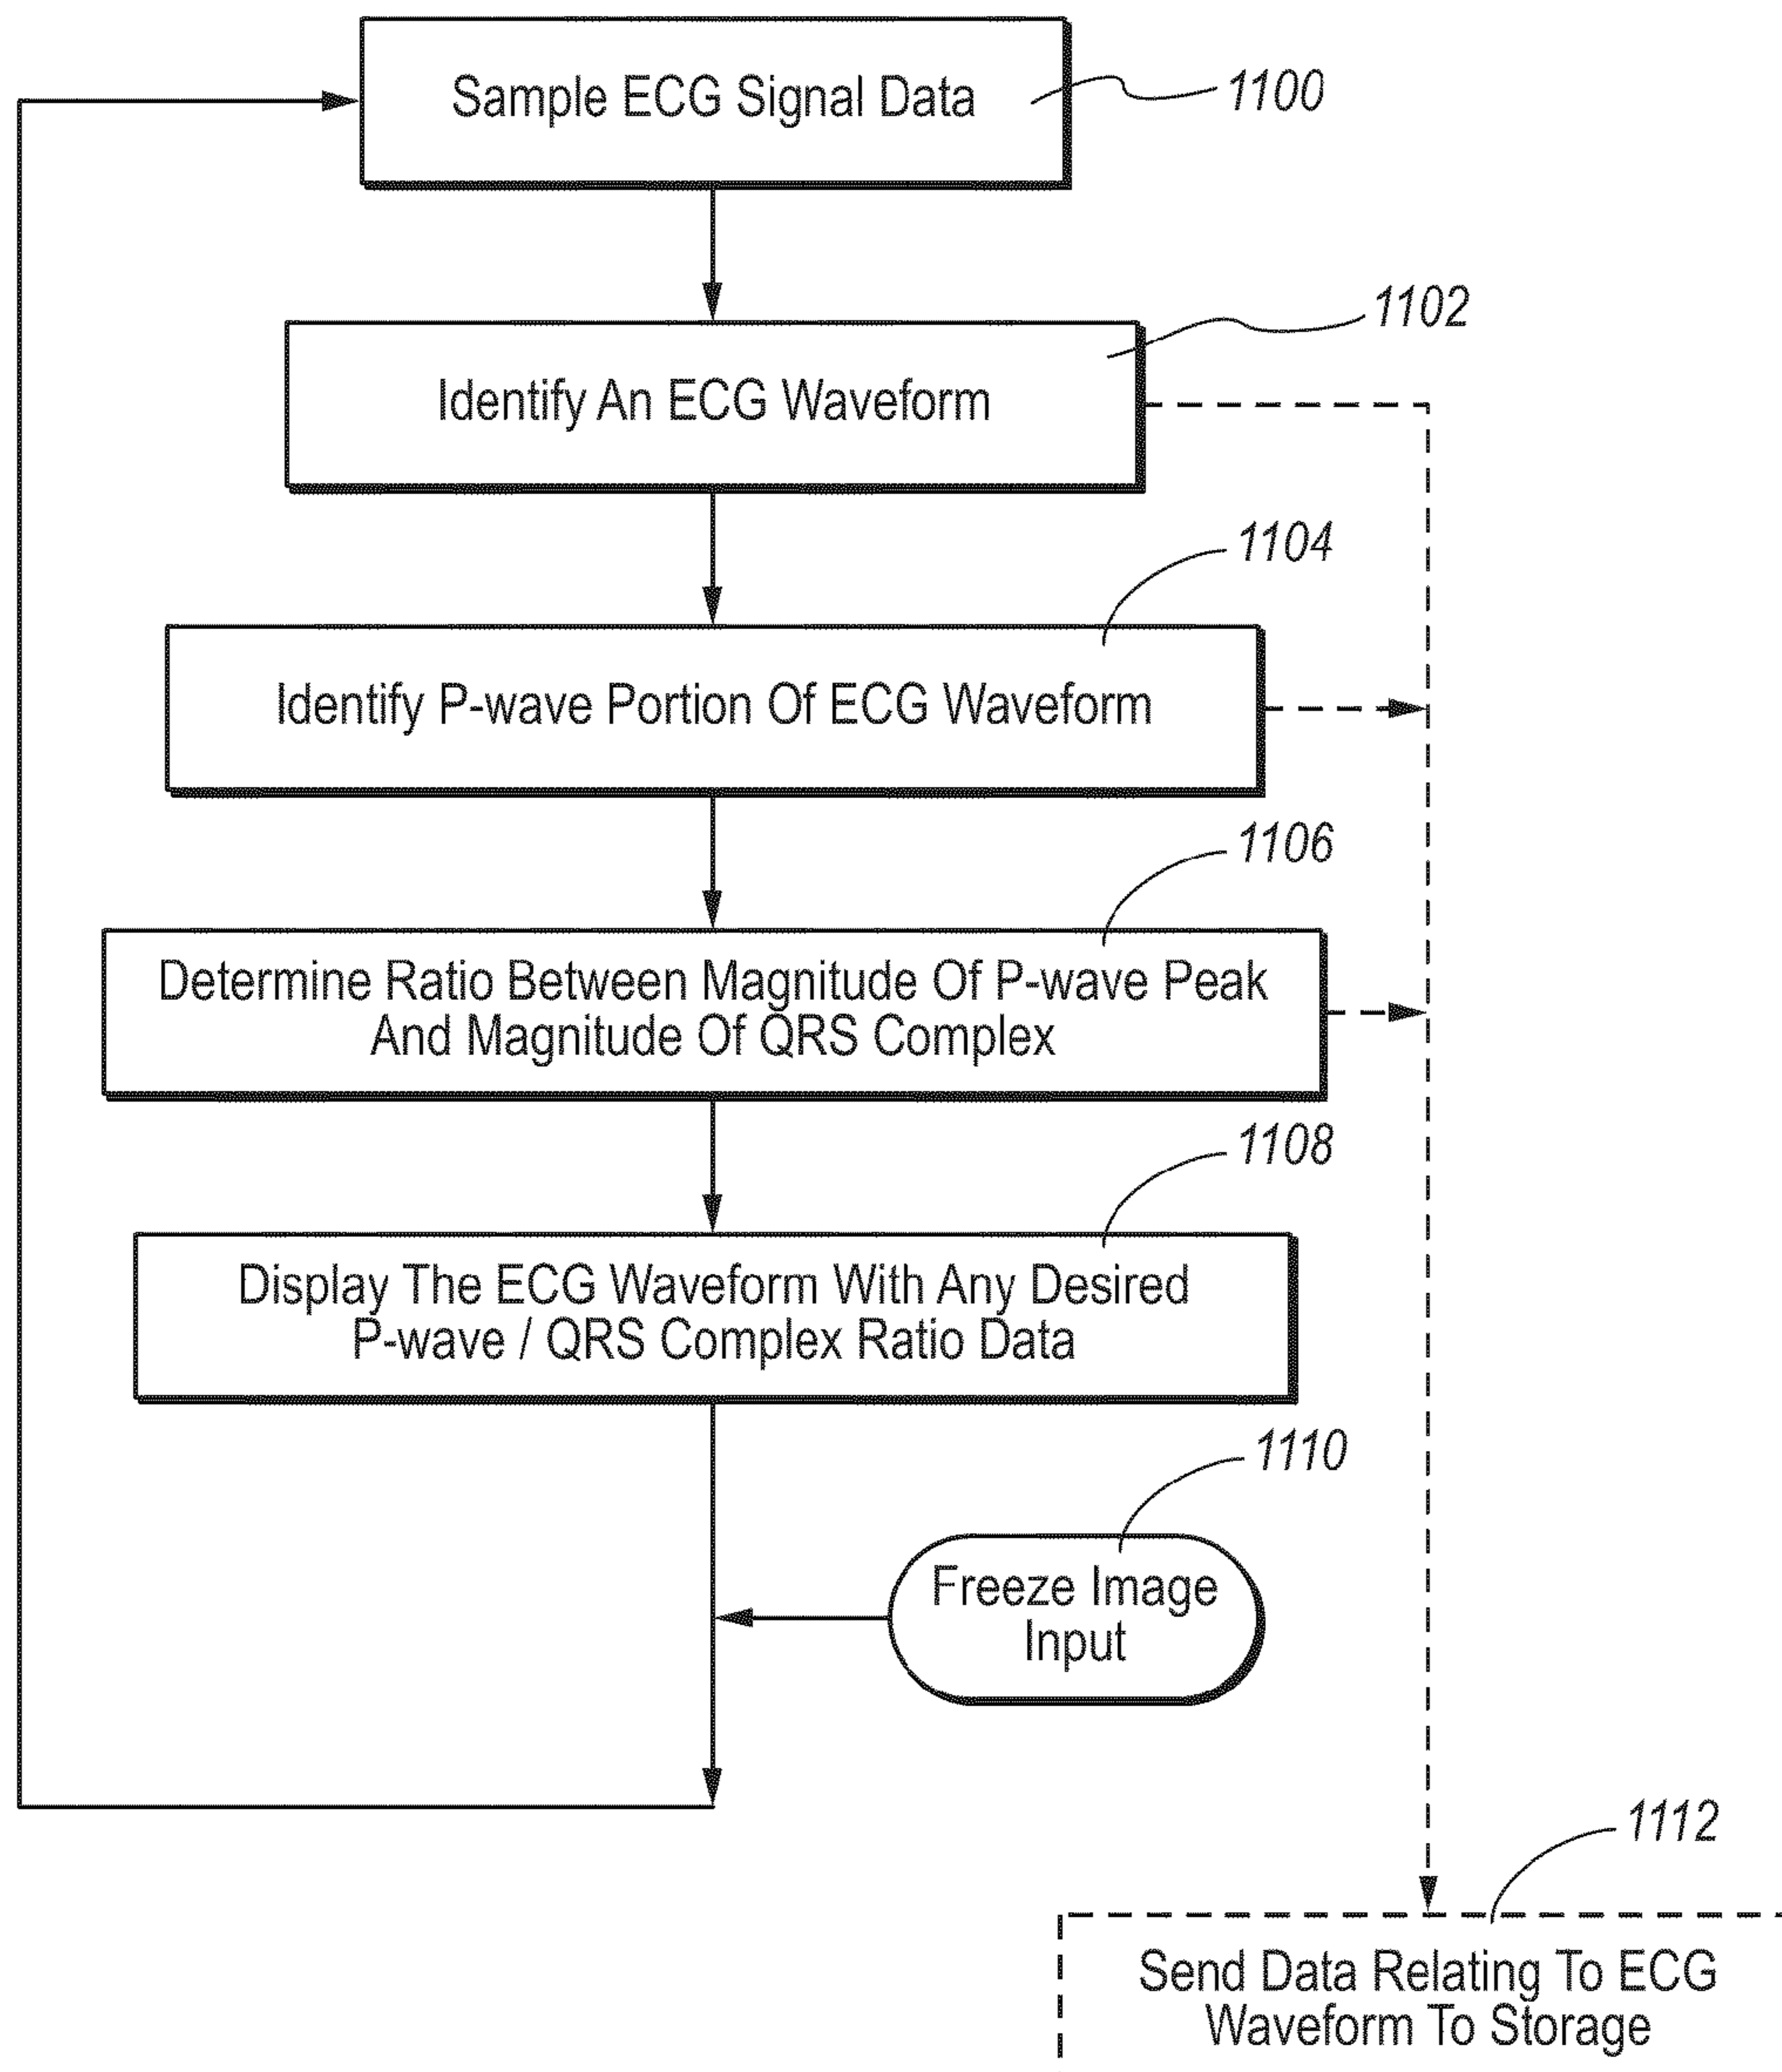 Sample ECG Signal Data
1100
1102
Identify An ECG Waveform
1104
Identify P-wave Portion Of ECG Waveform
1106
Determine Ratio Between Magnitude Of P-wave Peak
And Magnitude Of QRS Complex
1108
Display The ECG Waveform With Any Desired
P-wave / QRS Complex Ratio Data
1110
Freeze Image
Input
1112
Send Data Relating To ECG
Waveform To Storage